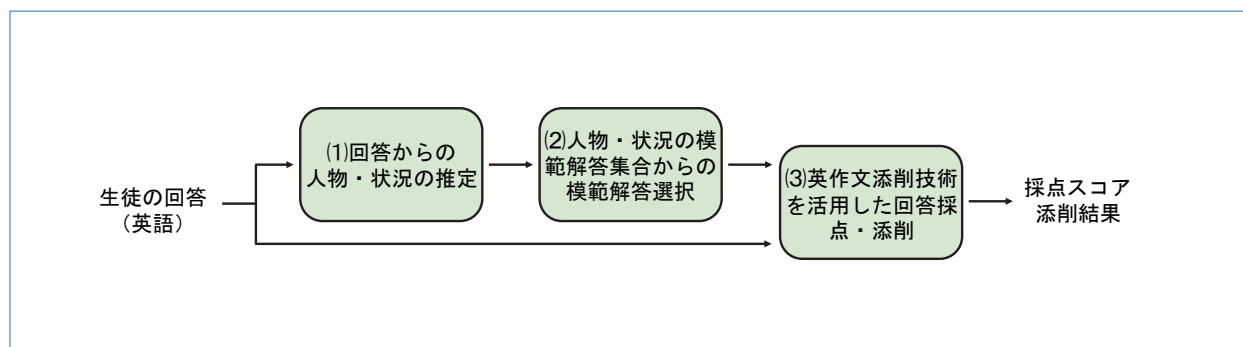 生徒の回答
（英語）
⑴回答からの
人物・状況の推定
⑵人物・状況の模
範解答集合からの
模範解答選択
⑶英作文添削技術
を活用した回答採
点・添削
採点スコア
添削結果